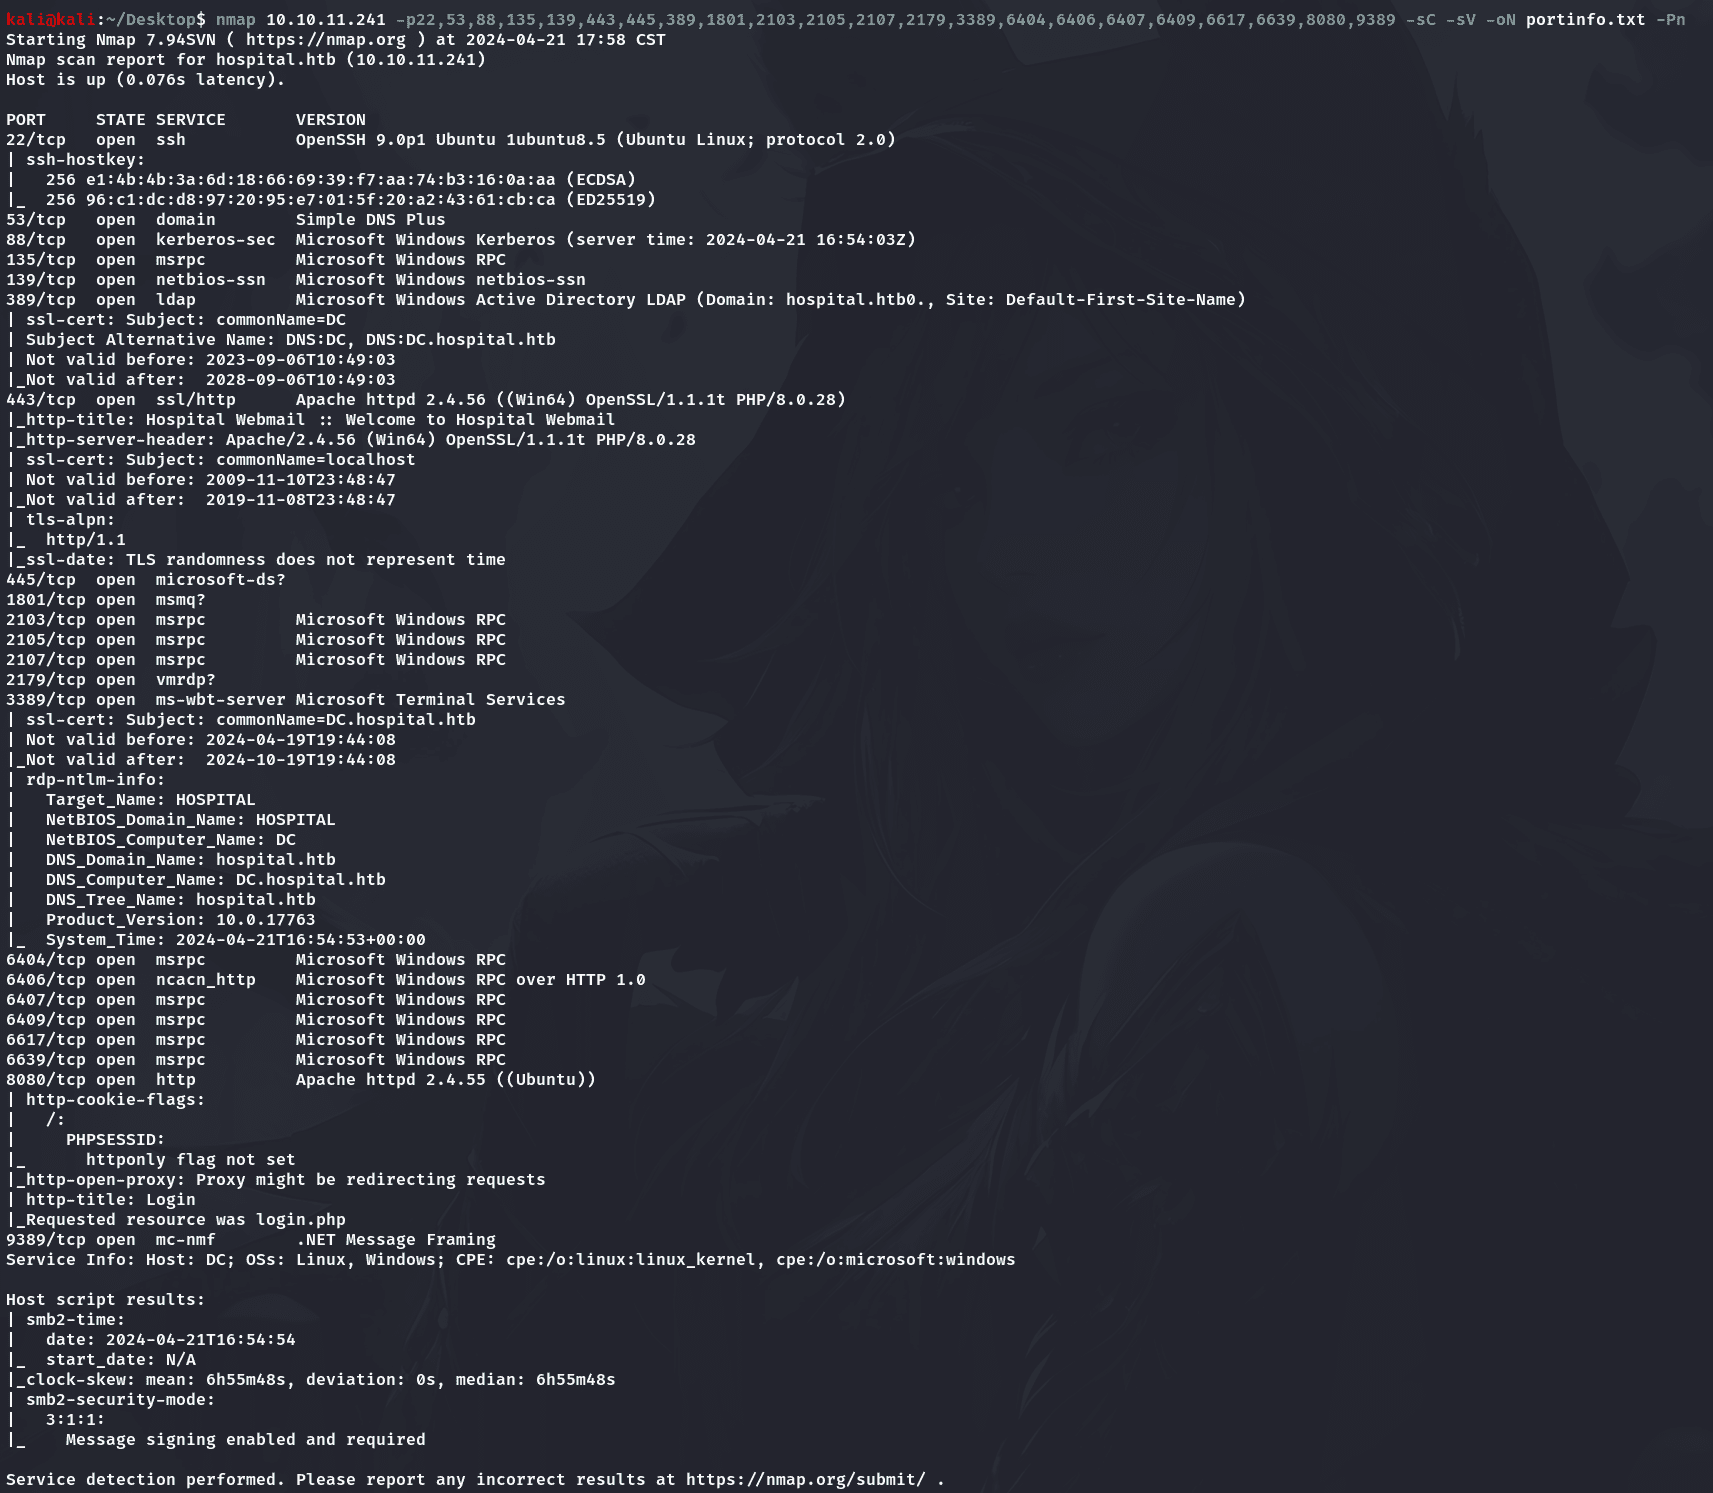 kali@kali:~/Desktop$ nmap 10.10.11.241 -p22,53,88,135,139,443,445,389,1801,2103,2105,2107,2179,3389,6404,6406,6407,6409,6617,6639,8080,9389 -sC -sV -oN portinfo.txt -Pn
Starting Nmap 7.94SVN ( https://nmap.org ) at 2024-04-21 17:58 CST
Nmap scan report for hospital.htb (10.10.11.241)
Host is up (0.076s latency).

PORT     STATE SERVICE       VERSION
22/tcp   open  ssh           OpenSSH 9.0p1 Ubuntu 1ubuntu8.5 (Ubuntu Linux; protocol 2.0)
| ssh-hostkey:
|   256 e1:4b:4b:3a:6d:18:66:69:39:f7:aa:74:b3:16:0a:aa (ECDSA)
|_  256 96:c1:dc:d8:97:20:95:e7:01:5f:20:a2:43:61:cb:ca (ED25519)
53/tcp   open  domain        Simple DNS Plus
88/tcp   open  kerberos-sec  Microsoft Windows Kerberos (server time: 2024-04-21 16:54:03Z)
135/tcp  open  msrpc         Microsoft Windows RPC
139/tcp  open  netbios-ssn   Microsoft Windows netbios-ssn
389/tcp  open  ldap          Microsoft Windows Active Directory LDAP (Domain: hospital.htb0., Site: Default-First-Site-Name)
| ssl-cert: Subject: commonName=DC
| Subject Alternative Name: DNS:DC, DNS:DC.hospital.htb
| Not valid before: 2023-09-06T10:49:03
|_Not valid after:  2028-09-06T10:49:03
443/tcp  open  ssl/http      Apache httpd 2.4.56 ((Win64) OpenSSL/1.1.1t PHP/8.0.28)
|_http-title: Hospital Webmail :: Welcome to Hospital Webmail
|_http-server-header: Apache/2.4.56 (Win64) OpenSSL/1.1.1t PHP/8.0.28
| ssl-cert: Subject: commonName=localhost
| Not valid before: 2009-11-10T23:48:47
|_Not valid after:  2019-11-08T23:48:47
| tls-alpn:
|_  http/1.1
|_ssl-date: TLS randomness does not represent time
445/tcp  open  microsoft-ds?
1801/tcp open  msmq?
2103/tcp open  msrpc         Microsoft Windows RPC
2105/tcp open  msrpc         Microsoft Windows RPC
2107/tcp open  msrpc         Microsoft Windows RPC
2179/tcp open  vmrdp?
3389/tcp open  ms-wbt-server Microsoft Terminal Services
| ssl-cert: Subject: commonName=DC.hospital.htb
| Not valid before: 2024-04-19T19:44:08
|_Not valid after:  2024-10-19T19:44:08
| rdp-ntlm-info:
|   Target_Name: HOSPITAL
|   NetBIOS_Domain_Name: HOSPITAL
|   NetBIOS_Computer_Name: DC
|   DNS_Domain_Name: hospital.htb
|   DNS_Computer_Name: DC.hospital.htb
|   DNS_Tree_Name: hospital.htb
|   Product_Version: 10.0.17763
|_  System_Time: 2024-04-21T16:54:53+00:00
6404/tcp open  msrpc         Microsoft Windows RPC
6406/tcp open  ncacn_http    Microsoft Windows RPC over HTTP 1.0
6407/tcp open  msrpc         Microsoft Windows RPC
6409/tcp open  msrpc         Microsoft Windows RPC
6617/tcp open  msrpc         Microsoft Windows RPC
6639/tcp open  msrpc         Microsoft Windows RPC
8080/tcp open  http          Apache httpd 2.4.55 ((Ubuntu))
| http-cookie-flags:
|   /:
|     PHPSESSID:
|_      httponly flag not set
|_http-open-proxy: Proxy might be redirecting requests
| http-title: Login
|_Requested resource was login.php
9389/tcp open  mc-nmf        .NET Message Framing
Service Info: Host: DC; OSs: Linux, Windows; CPE: cpe:/o:linux:linux_kernel, cpe:/o:microsoft:windows

Host script results:
| smb2-time:
|   date: 2024-04-21T16:54:54
|_  start_date: N/A
|_clock-skew: mean: 6h55m48s, deviation: 0s, median: 6h55m48s
| smb2-security-mode:
|   3:1:1:
|_    Message signing enabled and required

Service detection performed. Please report any incorrect results at https://nmap.org/submit/ .